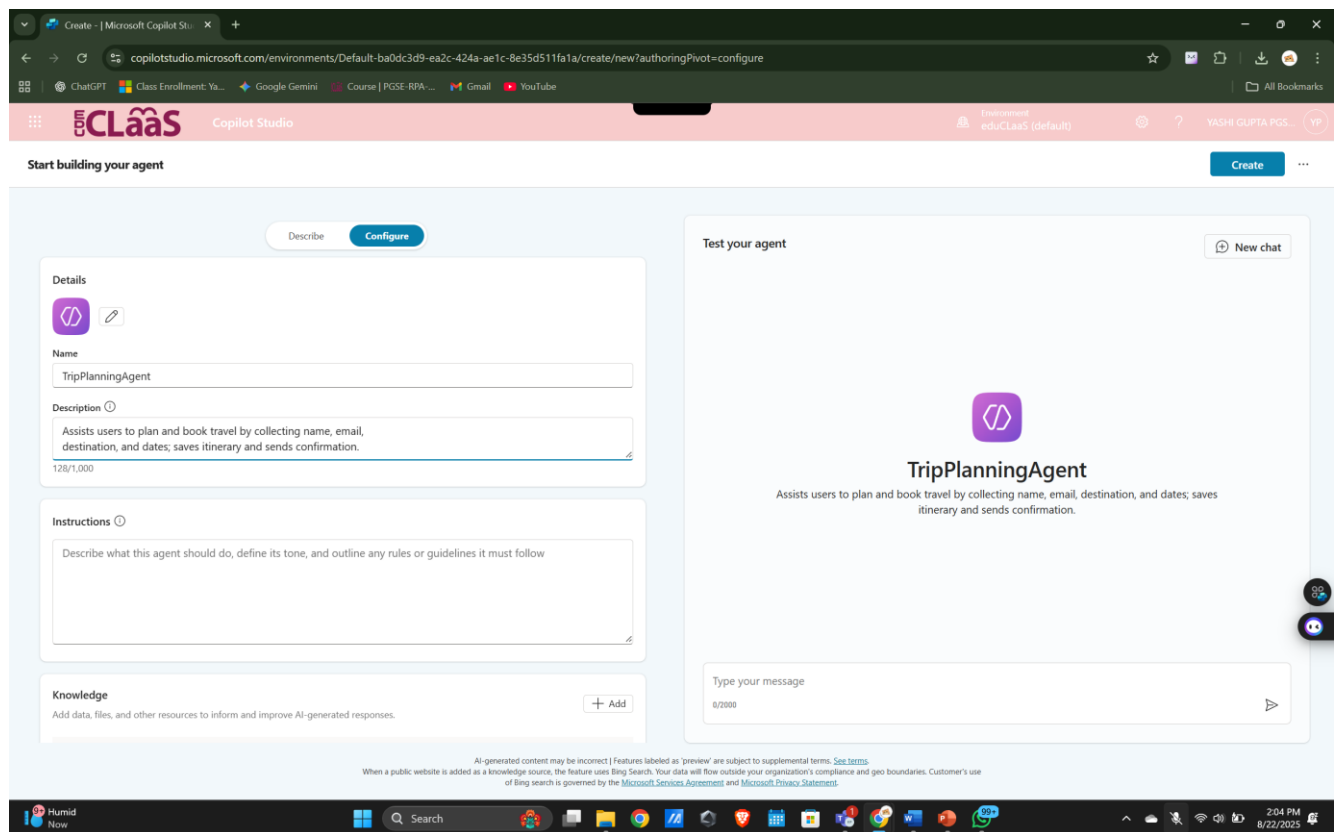 Create - | Microsoft Copilot Stu
copilotstudio.microsoft.com/environments/Default-ba0dc3d9-ea2c-424a-ae1c-8e35d511fa1a/create/new?authoringPivot=configure
ChatGPT Class Enrollment: Ya... Google Gemini Course | PGSE-RPA-... Gmail YouTube All Bookmarks
eduCLaaS Copilot Studio Environment
eduCLaaS (default) ? YASHI GUPTA PGS... YP
Start building your agent Create ...
Describe Configure
Details
Name
TripPlanningAgent
Description
Assists users to plan and book travel by collecting name, email,
destination, and dates; saves itinerary and sends confirmation.
128/1,000
Instructions
Describe what this agent should do, define its tone, and outline any rules or guidelines it must follow
Knowledge
Add data, files, and other resources to inform and improve AI-generated responses.
+ Add
Test your agent
New chat
TripPlanningAgent
Assists users to plan and book travel by collecting name, email, destination, and dates; saves
itinerary and sends confirmation.
Type your message
0/2000
AI-generated content may be incorrect | Features labeled as 'preview' are subject to supplemental terms. See terms.
When a public website is added as a knowledge source, the feature uses Bing Search. Your data will flow outside your organization's compliance and geo boundaries. Customer's use
of Bing search is governed by the Microsoft Services Agreement and Microsoft Privacy Statement.
9+
Humid
Now
Search
99+
2:04 PM
8/22/2025